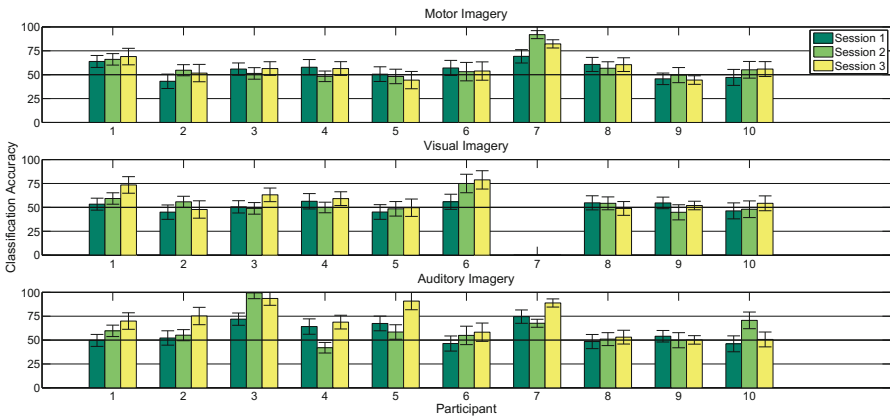 Motor Imagery
100
75
50
25
0
1 2 3 4 5 6 7 8 9 10
Session 1
Session 2
Session 3
Visual Imagery
Classification Accuracy
100
75
50
25
0
1 2 3 4 5 6 7 8 9 10
Auditory Imagery
100
75
50
25
0
1 2 3 4 5 6 7 8 9 10
Participant